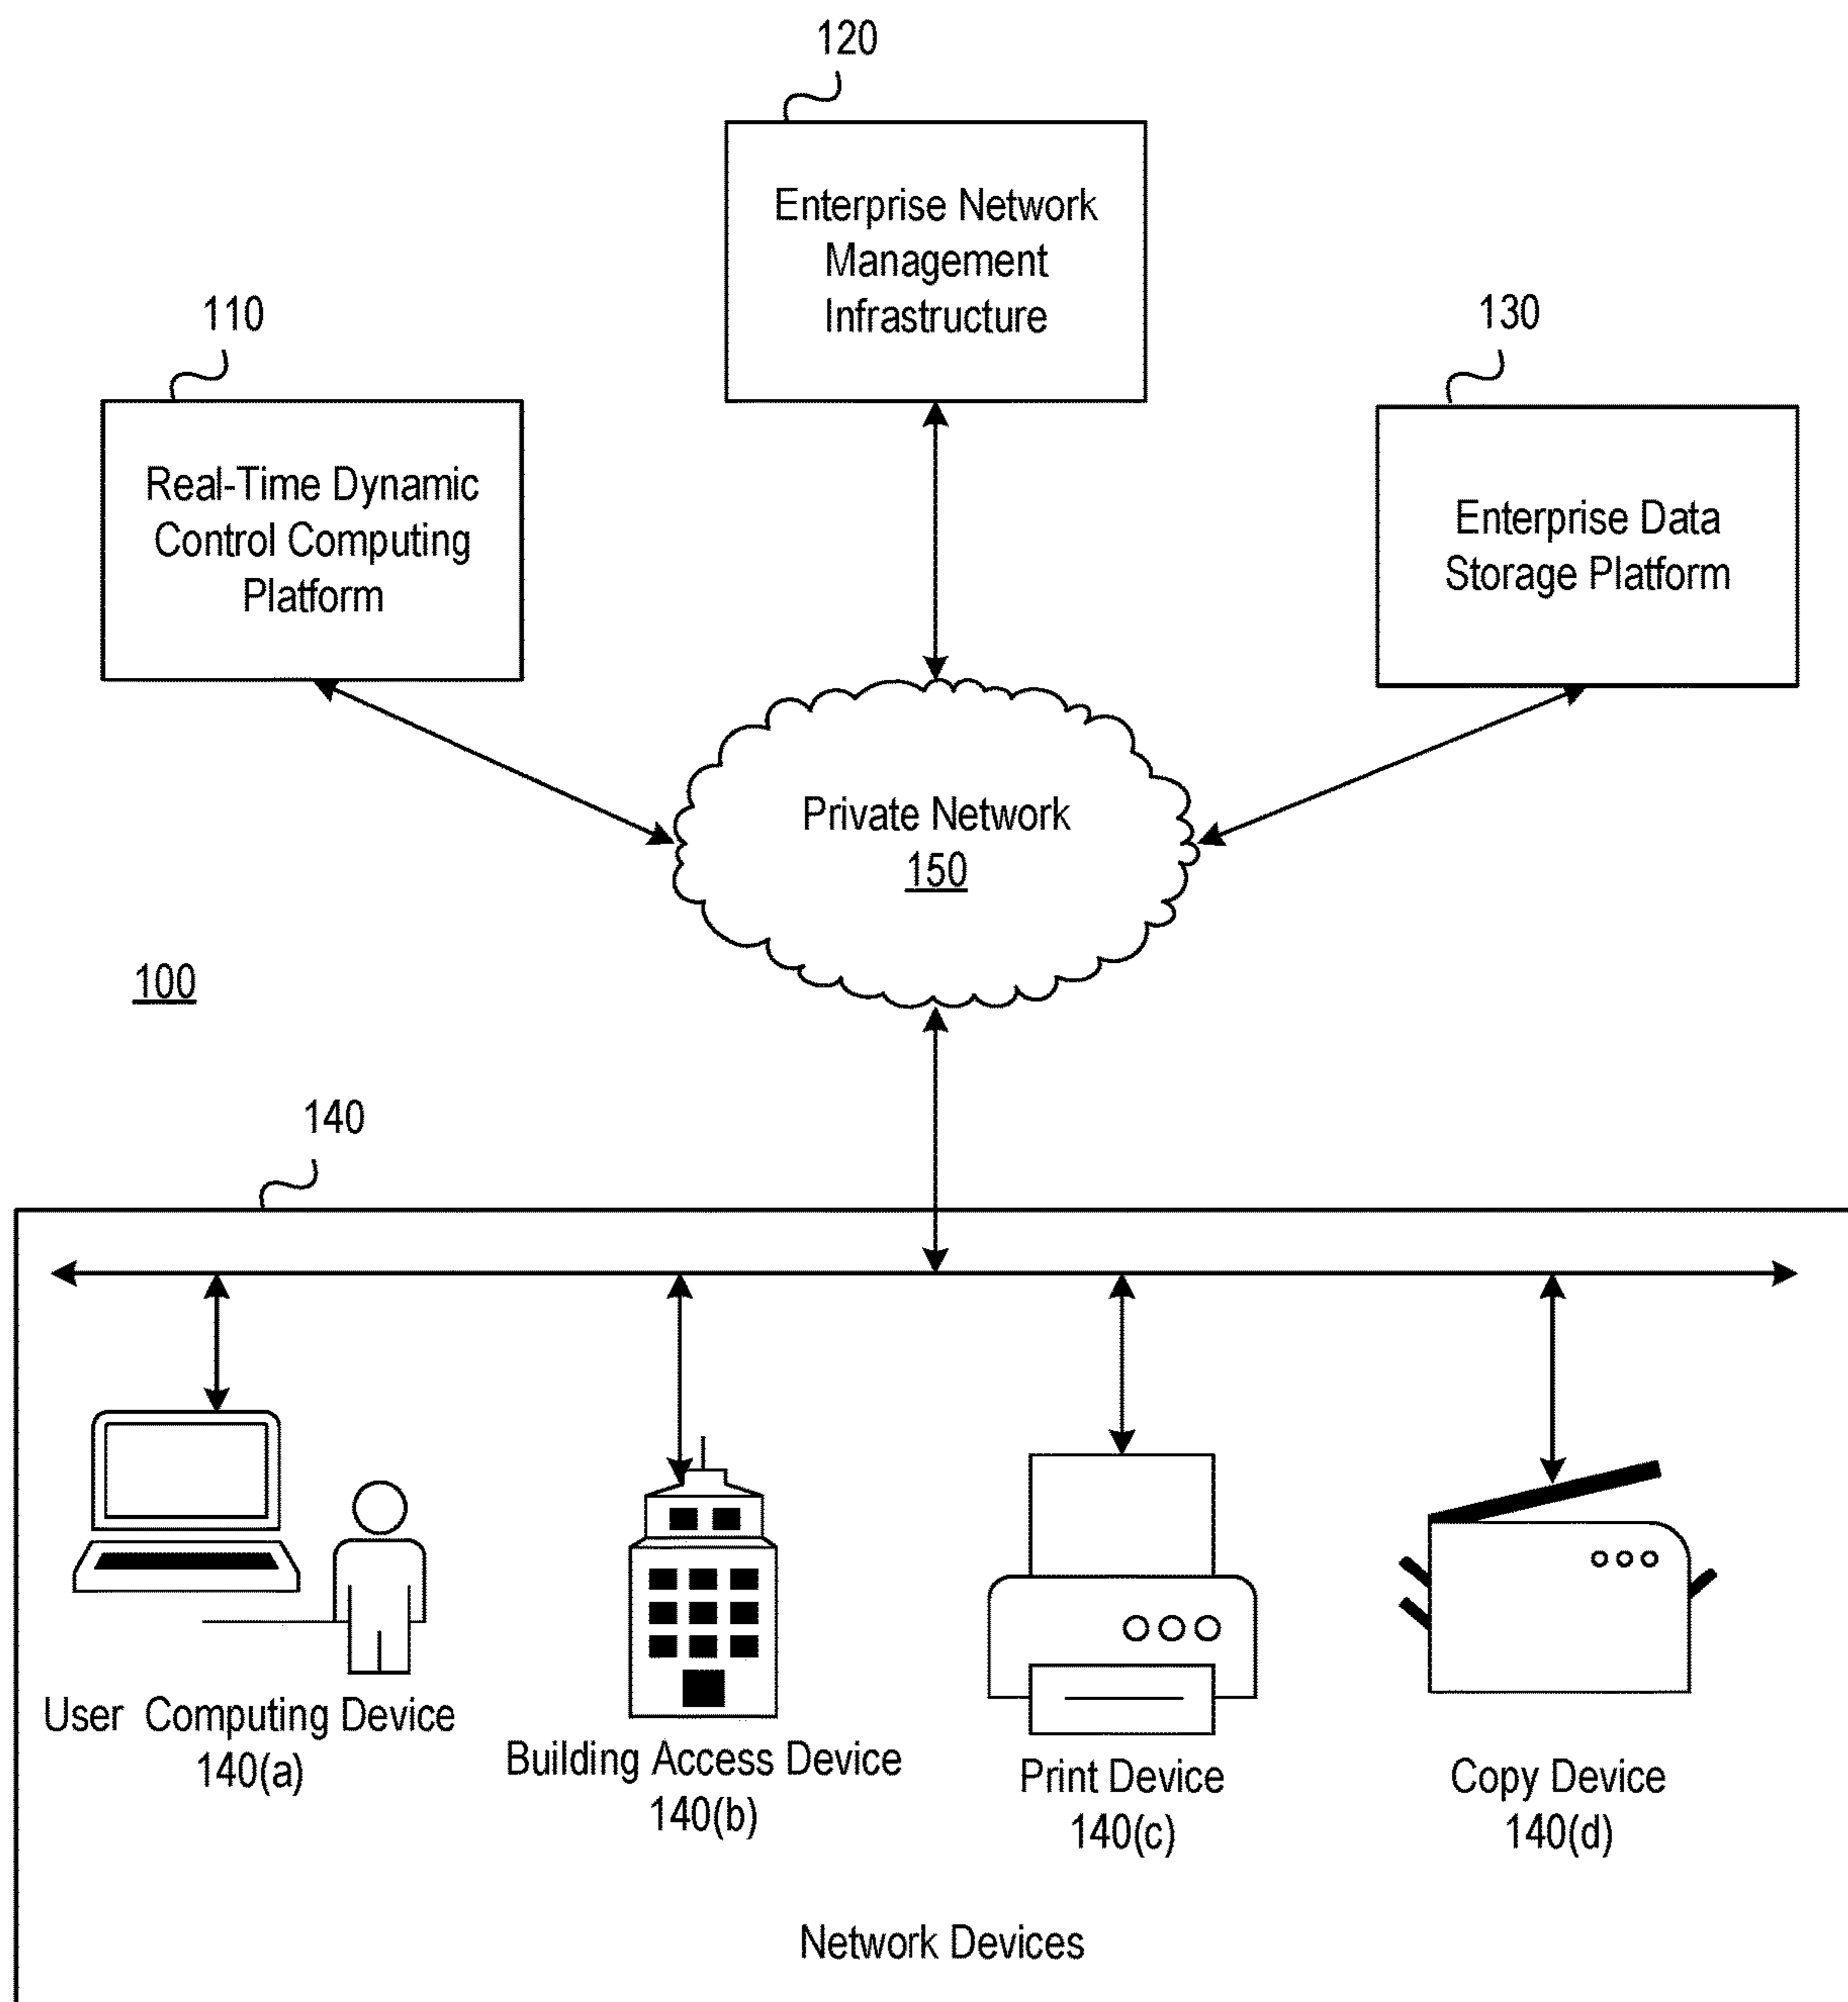 120
Enterprise Network
Management
Infrastructure
110
Real-Time Dynamic
Control Computing
Platform
130
Enterprise Data
Storage Platform
Private Network
150
100
140
User Computing Device
140(a)
Building Access Device
140(b)
Print Device
140(c)
Copy Device
140(d)
Network Devices